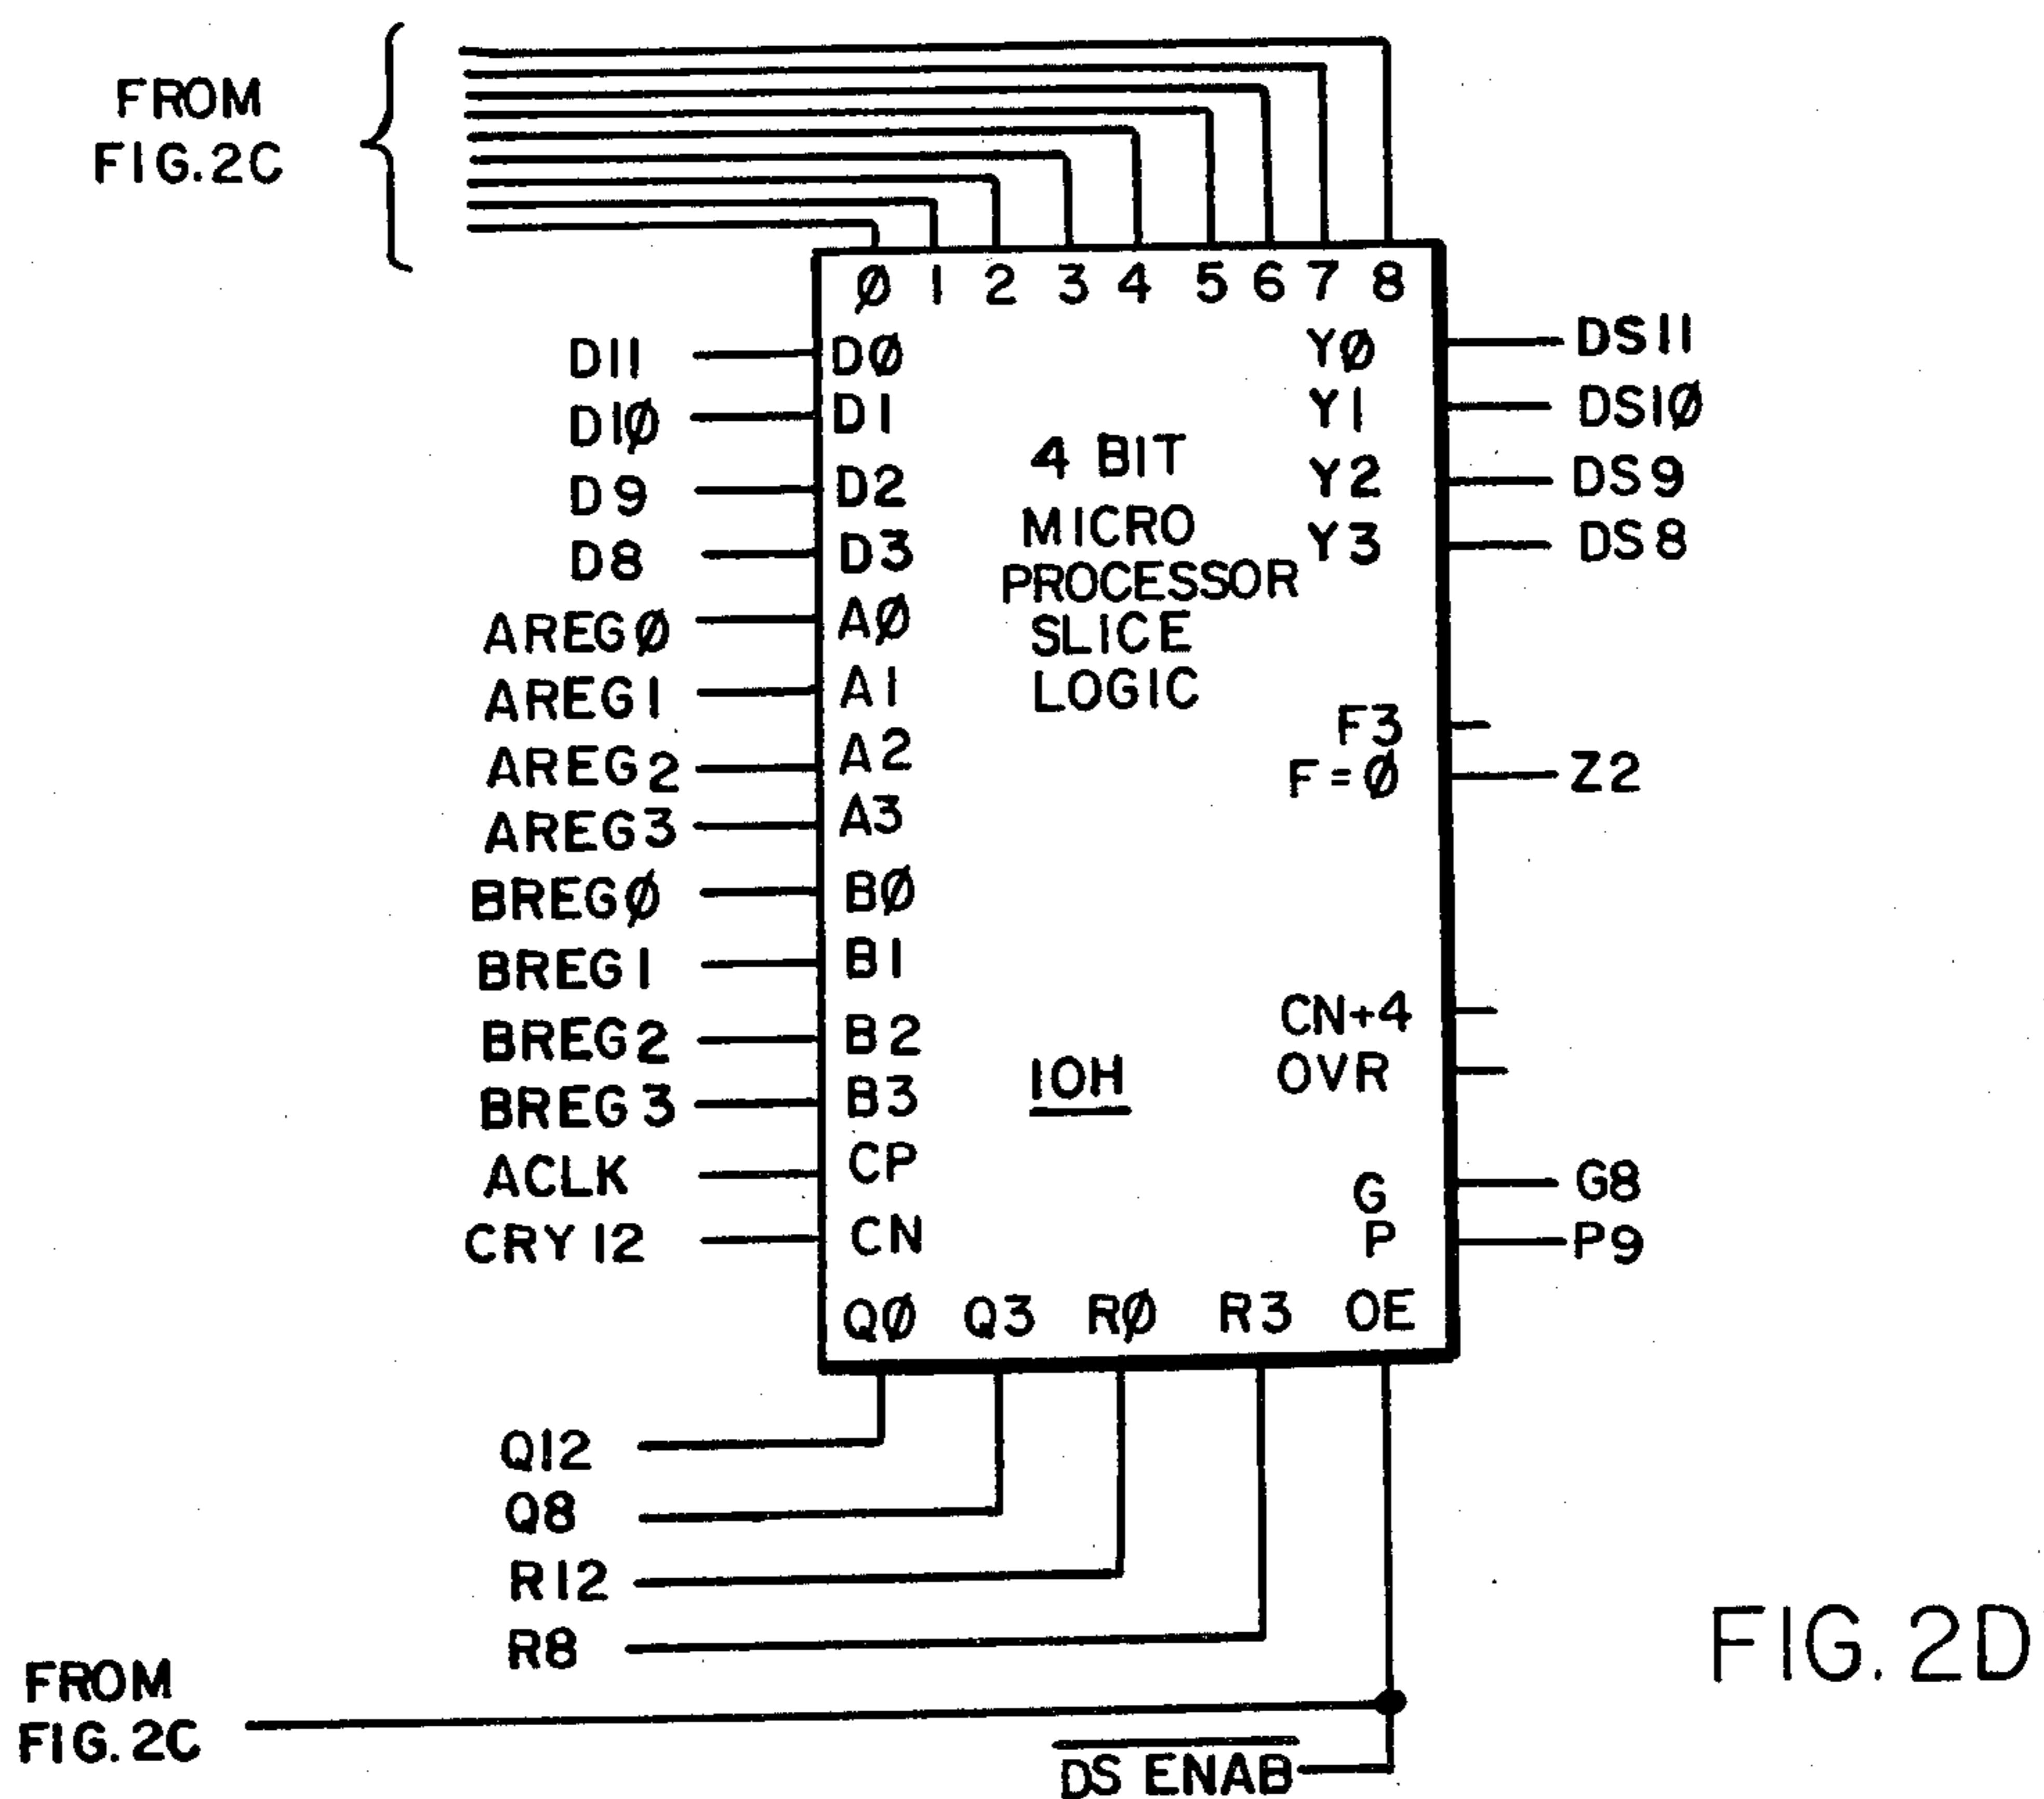 FROM
FIG.2C
Ø 1 2 3 4 5 6 7 8
D11 DØ YØ DS11
D1Ø D1 Y1 DS1Ø
D9 D2 Y2 DS9
D8 D3 Y3 DS8
4 BIT
MICRO
PROCESSOR
SLICE
LOGIC
AREGØ AØ
AREG1 A1
AREG2 A2
AREG3 A3
F3
F=Ø Z2
BREGØ BØ
BREG1 B1
BREG2 B2
BREG3 B3
CN+4
OVR
10H
ACLK CP
CRY12 CN
G G8
P P9
QØ Q3 RØ R3 OE
Q12
Q8
R12
R8
FROM
FIG.2C
DS ENAB
FIG.2D